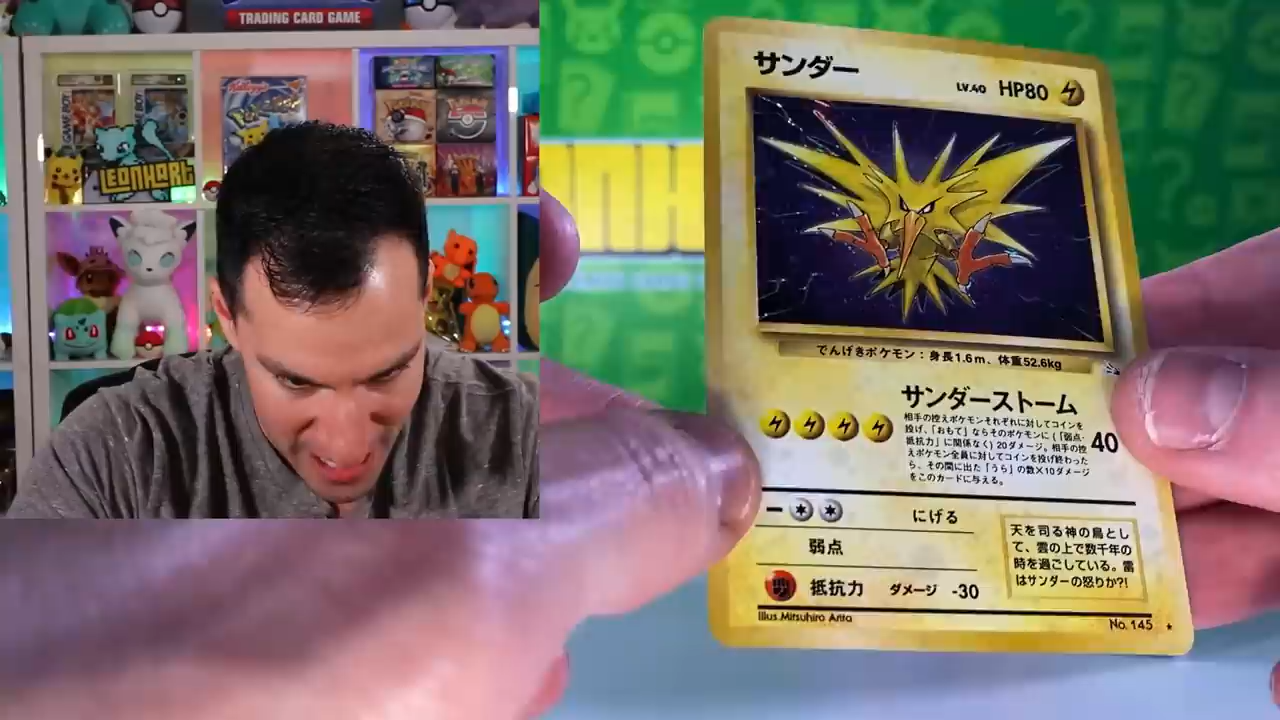 TRADING CARD GAME
Kellogg's
GAME BOY
LEONHART
サンダー
LV.40 HP80
でんげきポケモン：身長1.6m、体重52.6kg
サンダーストーム
相手の控えポケモンそれぞれに対してコインを
投げ、「おもて」ならそのポケモンに(「弱点・
抵抗力」に関係なく)20ダメージ。相手の控
えポケモン全員に対してコインを投げ終わった
ら、その間に出た「うら」の数×10ダメージ
をこのカードに与える。
40
にげる
弱点
抵抗力 ダメージ -30
天を司る神の鳥とし
て、雲の上で数千年の
時を過ごしている。雷
はサンダーの怒りか?!
Illus. Mitsuhiro Arita
No. 145